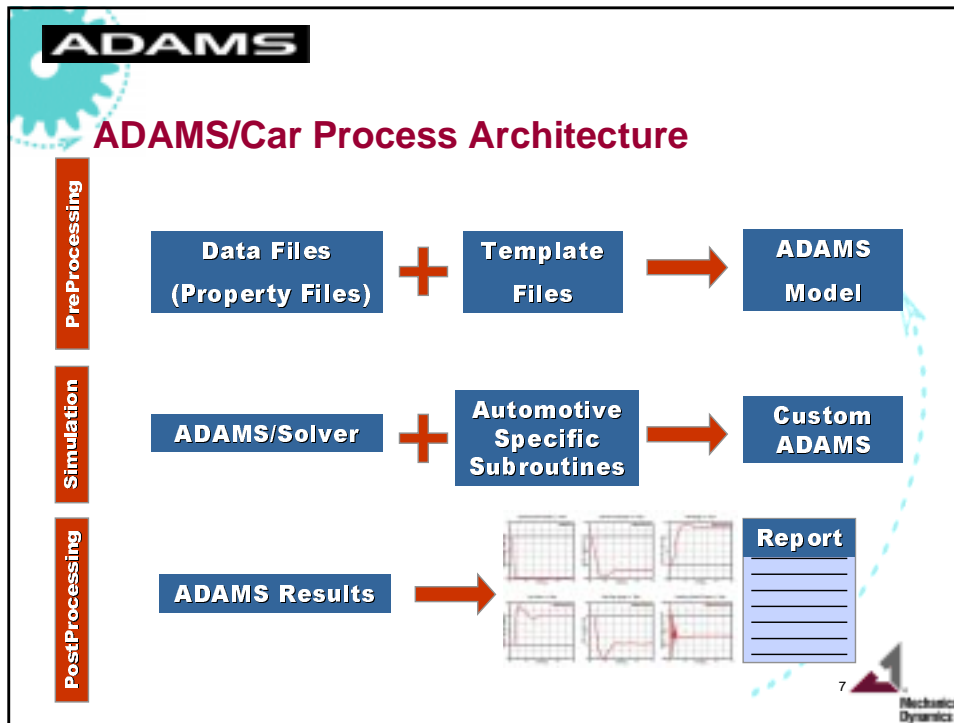 ADAMS
ADAMS/Car Process Architecture
PreProcessing
Data Files
(Property Files)
Template
Files
ADAMS
Model
Simulation
ADAMS/Solver
Automotive
Specific
Subroutines
Custom
ADAMS
PostProcessing
ADAMS Results
Report
7
Mechanic
Dynamics